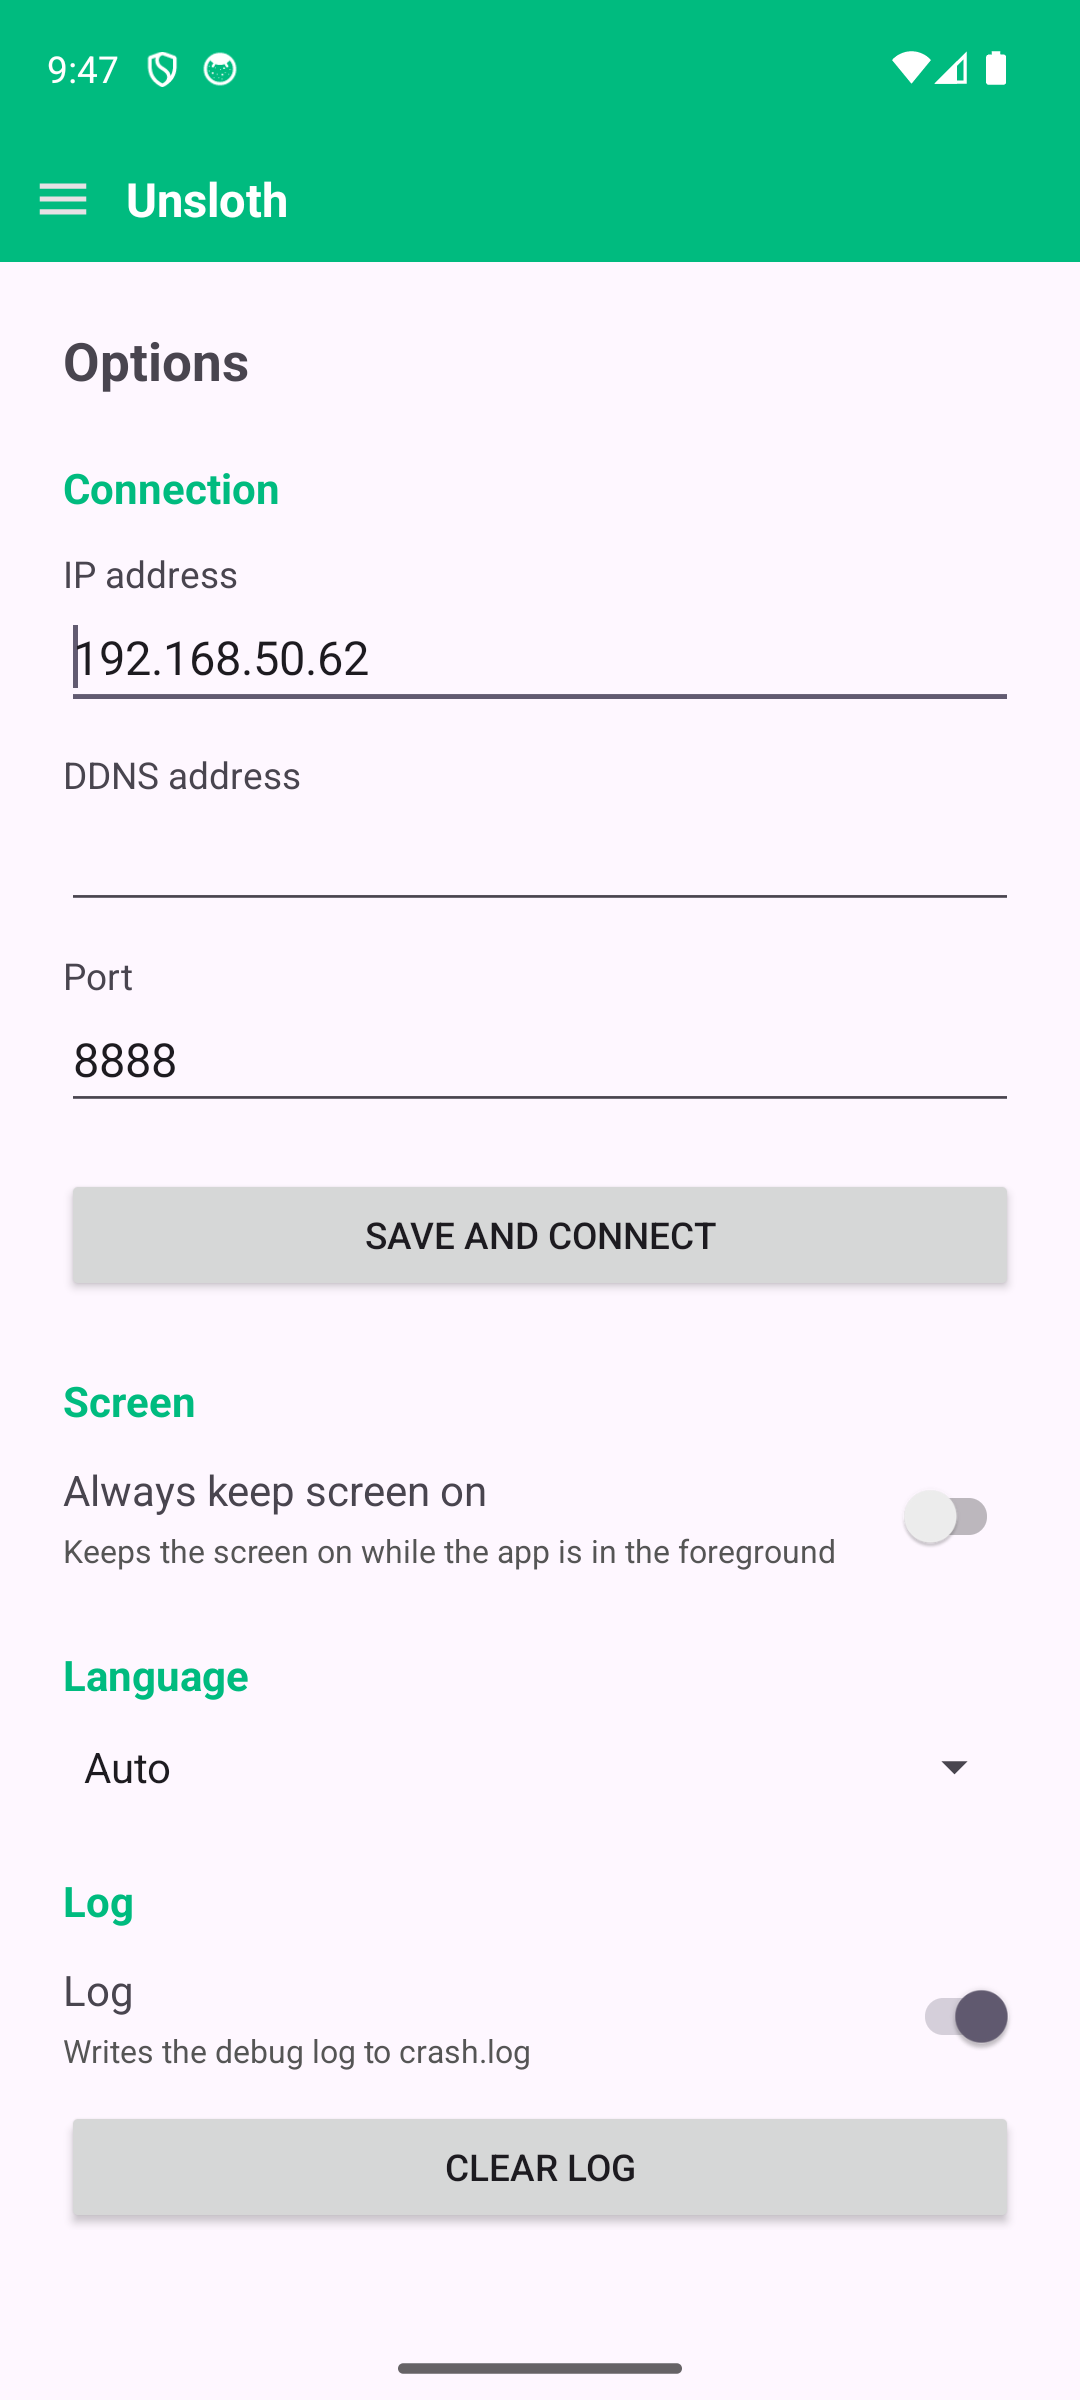 9:47
Unsloth
Options
Connection
IP address
192.168.50.62
DDNS address
Port
8888
SAVE AND CONNECT
Screen
Always keep screen on
Keeps the screen on while the app is in the foreground
Language
Auto
Log
Log
Writes the debug log to crash.log
CLEAR LOG